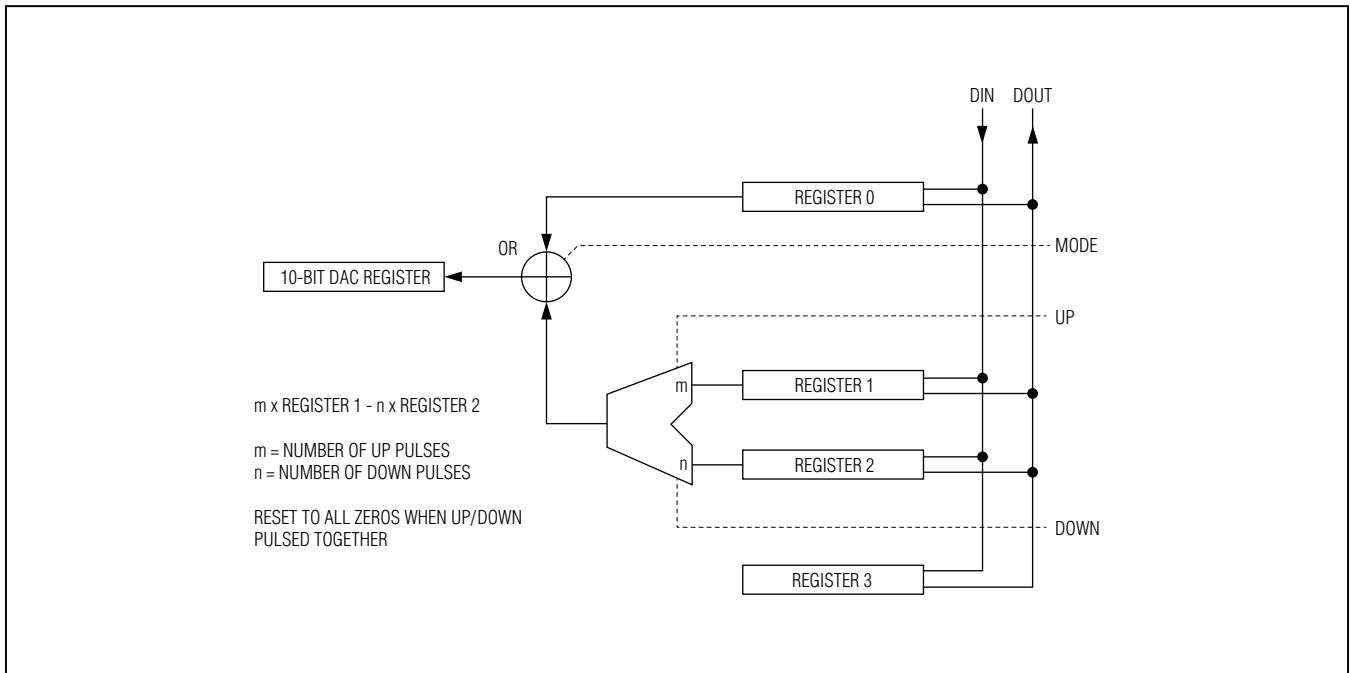 DIN DOUT
REGISTER 0
OR
MODE
10-BIT DAC REGISTER
UP
m
REGISTER 1
m x REGISTER 1 - n x REGISTER 2
m = NUMBER OF UP PULSES
n
REGISTER 2
n = NUMBER OF DOWN PULSES
RESET TO ALL ZEROS WHEN UP/DOWN
PULSED TOGETHER
DOWN
REGISTER 3